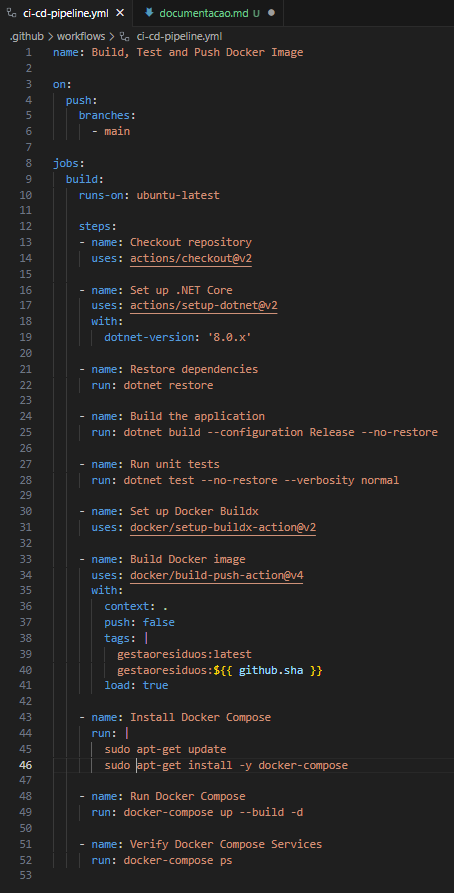 ci-cd-pipeline.yml × documentacao.md U ●
.github > workflows > ci-cd-pipeline.yml
1 name: Build, Test and Push Docker Image
2
3 on:
4   push:
5     branches:
6       - main
7
8 jobs:
9   build:
10     runs-on: ubuntu-latest
11
12     steps:
13     - name: Checkout repository
14       uses: actions/checkout@v2
15
16     - name: Set up .NET Core
17       uses: actions/setup-dotnet@v2
18       with:
19         dotnet-version: '8.0.x'
20
21     - name: Restore dependencies
22       run: dotnet restore
23
24     - name: Build the application
25       run: dotnet build --configuration Release --no-restore
26
27     - name: Run unit tests
28       run: dotnet test --no-restore --verbosity normal
29
30     - name: Set up Docker Buildx
31       uses: docker/setup-buildx-action@v2
32
33     - name: Build Docker image
34       uses: docker/build-push-action@v4
35       with:
36         context: .
37         push: false
38         tags: |
39           gestaoresiduos:latest
40           gestaoresiduos:${{ github.sha }}
41         load: true
42
43     - name: Install Docker Compose
44       run: |
45         sudo apt-get update
46         sudo apt-get install -y docker-compose
47
48     - name: Run Docker Compose
49       run: docker-compose up --build -d
50
51     - name: Verify Docker Compose Services
52       run: docker-compose ps
53